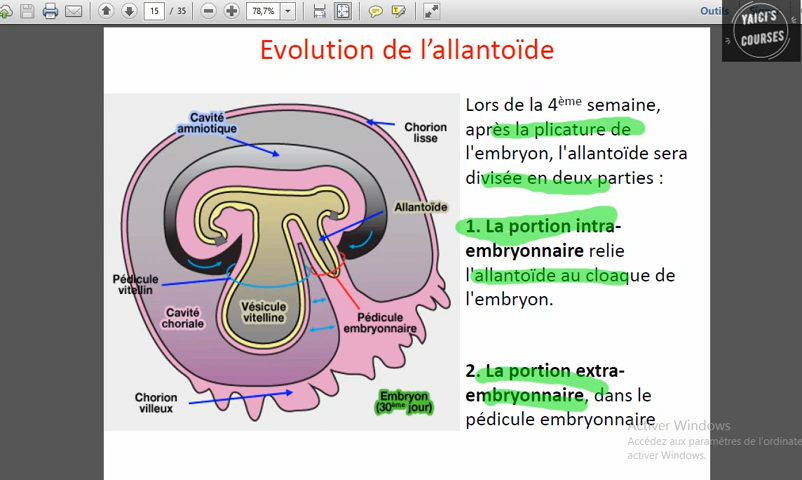 15 / 35
78,7%
Outils
YAICI'S
COURSES
Evolution de l'allantoïde
Cavité
amniotique
Chorion
lisse
Allantoïde
Pédicule
vitellin
Cavité
choriale
Vésicule
vitelline
Pédicule
embryonnaire
Chorion
villeux
Embryon
(30ème jour)
Lors de la 4ème semaine,
après la plicature de
l'embryon, l'allantoïde sera
divisée en deux parties :
1. La portion intra-
embryonnaire relie
l'allantoïde au cloaque de
l'embryon.
2. La portion extra-
embryonnaire, dans le
pédicule embryonnaire
Activer Windows
Accédez aux paramètres de l'ordinate
activer Windows.